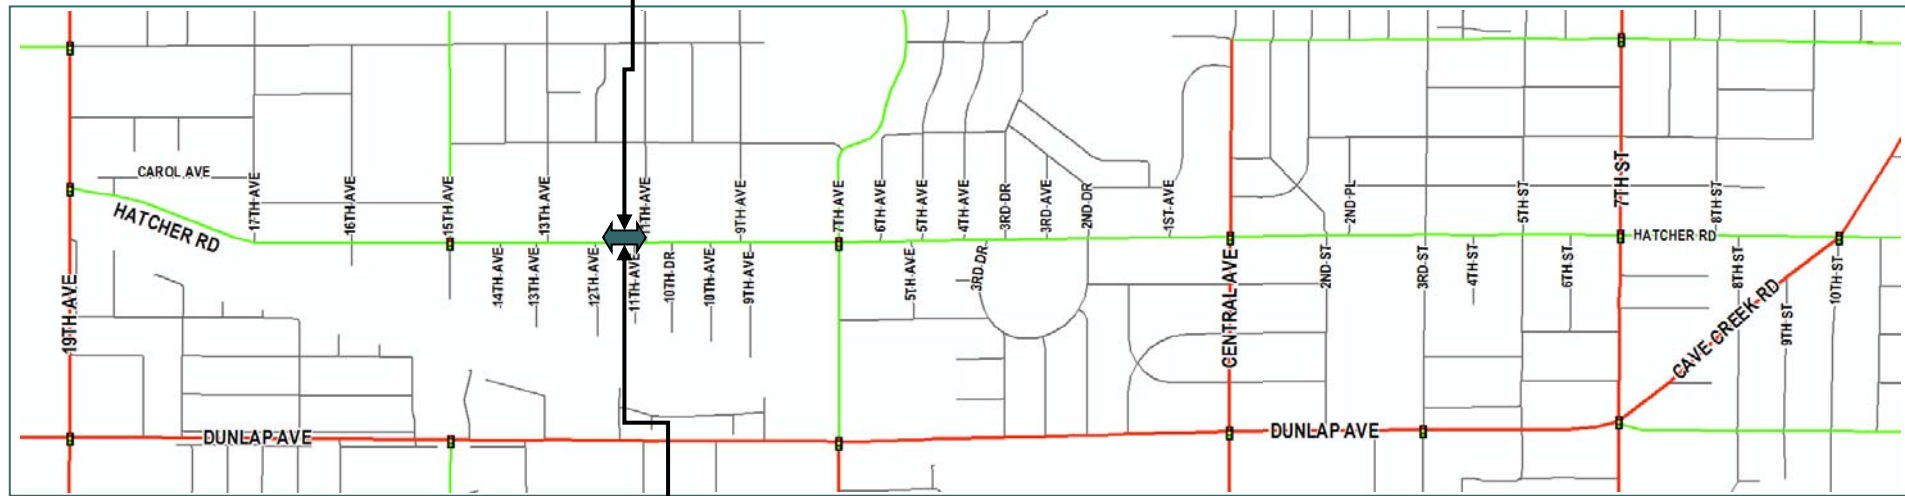 CAROL AVE
17TH AVE
16TH AVE
15TH AVE
13TH AVE
11TH AVE
9TH AVE
7TH AVE
6TH AVE
5TH AVE
4TH AVE
3RD DR
3RD AVE
2ND DR
1ST AVE
2ND PL
5TH ST
7TH ST
8TH ST
HATCHER RD
HATCHER RD
19TH AVE
14TH AVE
13TH AVE
12TH AVE
11TH AVE
10TH DR
10TH AVE
9TH AVE
5TH AVE
3RD DR
CENTRAL AVE
2ND ST
3RD ST
4TH ST
6TH ST
CAVE CREEK RD
8TH ST
9TH ST
10TH ST
DUNLAP AVE
DUNLAP AVE